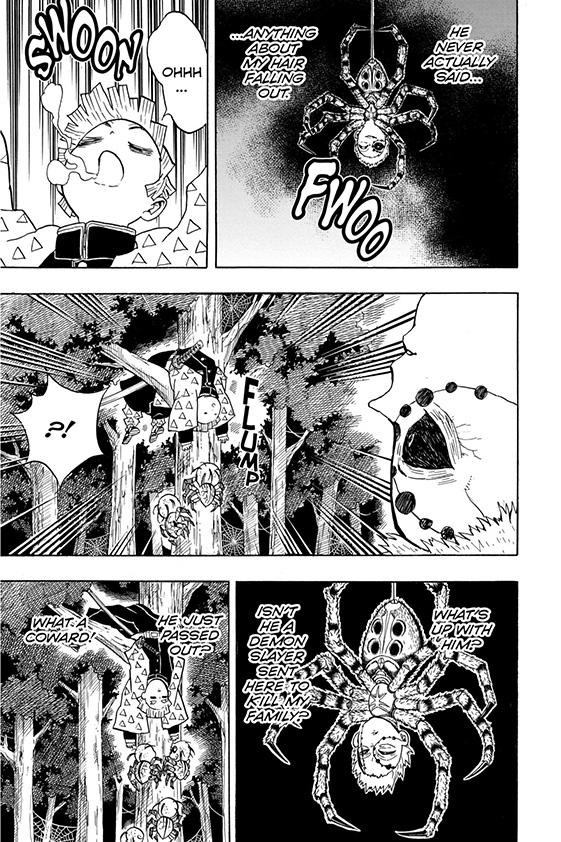 HE
NEVER
ACTUALLY
SAID...
...ANYTHING
ABOUT
MY HAIR
FALLING
OUT.
FWOO
OHHH
...
SWOON
FLUMP
?!
WHAT'S
UP WITH
HIM?
ISN'T
HE A
DEMON
SLAYER
SENT
HERE TO
KILL MY
FAMILY?
HE JUST
PASSED
OUT?
WHAT A
COWARD!